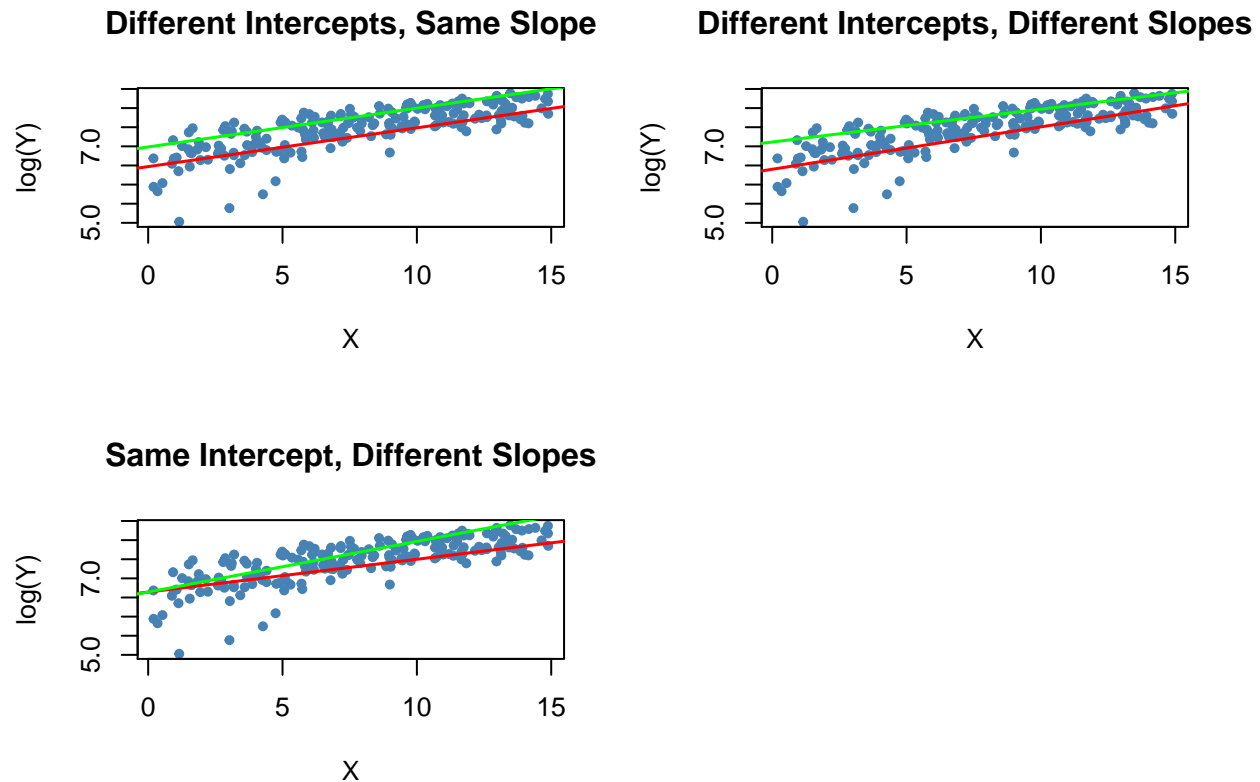 Different Intercepts, Same Slope
log(Y)
7.0
5.0
0 5 10 15
X
Different Intercepts, Different Slopes
log(Y)
7.0
5.0
0 5 10 15
X
Same Intercept, Different Slopes
log(Y)
7.0
5.0
0 5 10 15
X